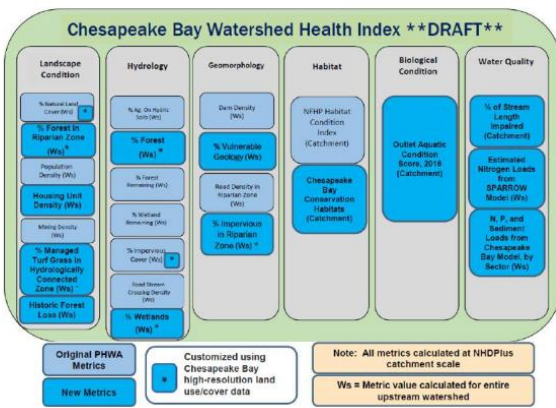 Chesapeake Bay Watershed Health Index **DRAFT**
Landscape
Condition
% Natural Land
Cover (Ws)
*
% Forest in
Riparian Zone
(Ws)*
Population
Density (Ws)
Housing Unit
Density (Ws)
Mining Density
(Ws)
% Managed
Turf Grass in
Hydrologically
Connected
Zone (Ws) *
Historic Forest
Loss (Ws)
Hydrology
% Ag. On Hydric
Soils (Ws)
% Forest
(Ws) *
% Forest
Remaining (Ws)
% Wetland
Remaining (Ws)
% Impervious
Cover (Ws)
*
Road Stream
Crossing Density
(Ws)
% Wetlands
(Ws) *
Geomorphology
Dam Density
(Ws)
% Vulnerable
Geology (Ws)
Road Density in
Riparian Zone
(Ws)
% Impervious
in Riparian
Zone (Ws) *
Habitat
NFHP Habitat
Condition
Index
(Catchment)
Chesapeake
Bay
Conservation
Habitats
(Catchment)
Biological
Condition
Outlet Aquatic
Condition
Score, 2016
(Catchment)
Water Quality
% of Stream
Length
Impaired
(Catchment)
Estimated
Nitrogen Loads
from
SPARROW
Model (Ws)
N, P, and
Sediment
Loads from
Chesapeake
Bay Model, by
Sector (Ws)
Original PHWA
Metrics
New Metrics
*
Customized using
Chesapeake Bay
high-resolution land
use/cover data
Note: All metrics calculated at NHDPlus
catchment scale
Ws = Metric value calculated for entire
upstream watershed